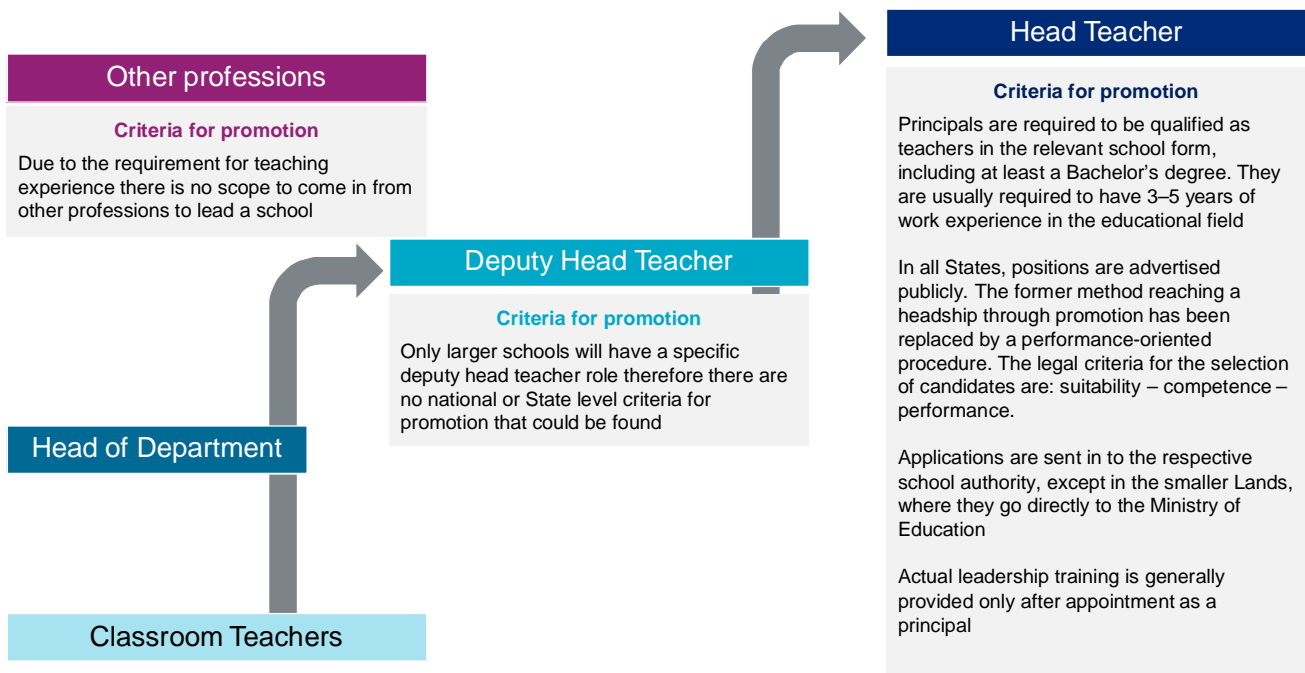 Other professions
Criteria for promotion
Due to the requirement for teaching
experience there is no scope to come in from
other professions to lead a school
Head of Department
Classroom Teachers
Deputy Head Teacher
Criteria for promotion
Only larger schools will have a specific
deputy head teacher role therefore there are
no national or State level criteria for
promotion that could be found
Head Teacher
Criteria for promotion
Principals are required to be qualified as
teachers in the relevant school form,
including at least a Bachelor’s degree. They
are usually required to have 3–5 years of
work experience in the educational field
In all States, positions are advertised
publicly. The former method reaching a
headship through promotion has been
replaced by a performance-oriented
procedure. The legal criteria for the selection
of candidates are: suitability – competence –
performance.
Applications are sent in to the respective
school authority, except in the smaller Lands,
where they go directly to the Ministry of
Education
Actual leadership training is generally
provided only after appointment as a
principal